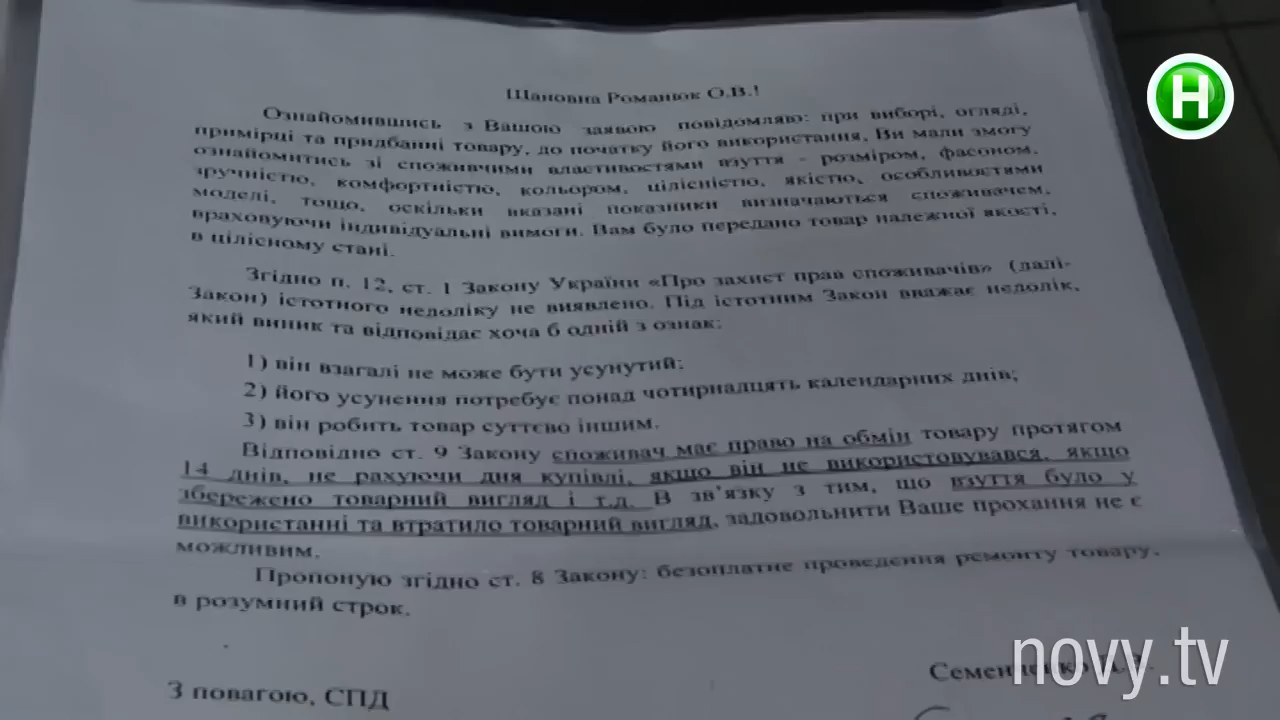 Шановна Романюк О.В.!
Ознайомившись з Вашою заявою повідомляю: при виборі, огляді,
примірці та придбанні товару, до початку його використання, Ви мали змогу
ознайомитись зі споживчими властивостями взуття - розміром, фасоном,
зручністю, комфортністю, кольором, цілісністю, якістю, особливостями
моделі, тощо, оскільки вказані показники визначаються споживачем,
враховуючи індивідуальні вимоги. Вам було передано товар належної якості,
в цілісному стані.
Згідно п. 12, ст. 1 Закону України «Про захист прав споживачів» (далі-
Закон) істотного недоліку не виявлено. Під істотним Закон вважає недолік,
який виник та відповідає хоча б одній з ознак:
1) він взагалі не може бути усунутий;
2) його усунення потребує понад чотирнадцять календарних днів;
3) він робить товар суттєво іншим.
Відповідно ст. 9 Закону споживач має право на обмін товару протягом
14 днів, не рахуючи дня купівлі, якщо він не використовувався, якщо
збережено товарний вигляд і т.д. В зв’язку з тим, що взуття було у
використанні та втратило товарний вигляд, задовольнити Ваше прохання не є
можливим.
Пропоную згідно ст. 8 Закону: безоплатне проведення ремонту товару,
в розумний строк.
З повагою, СПД
novy.tv
Н